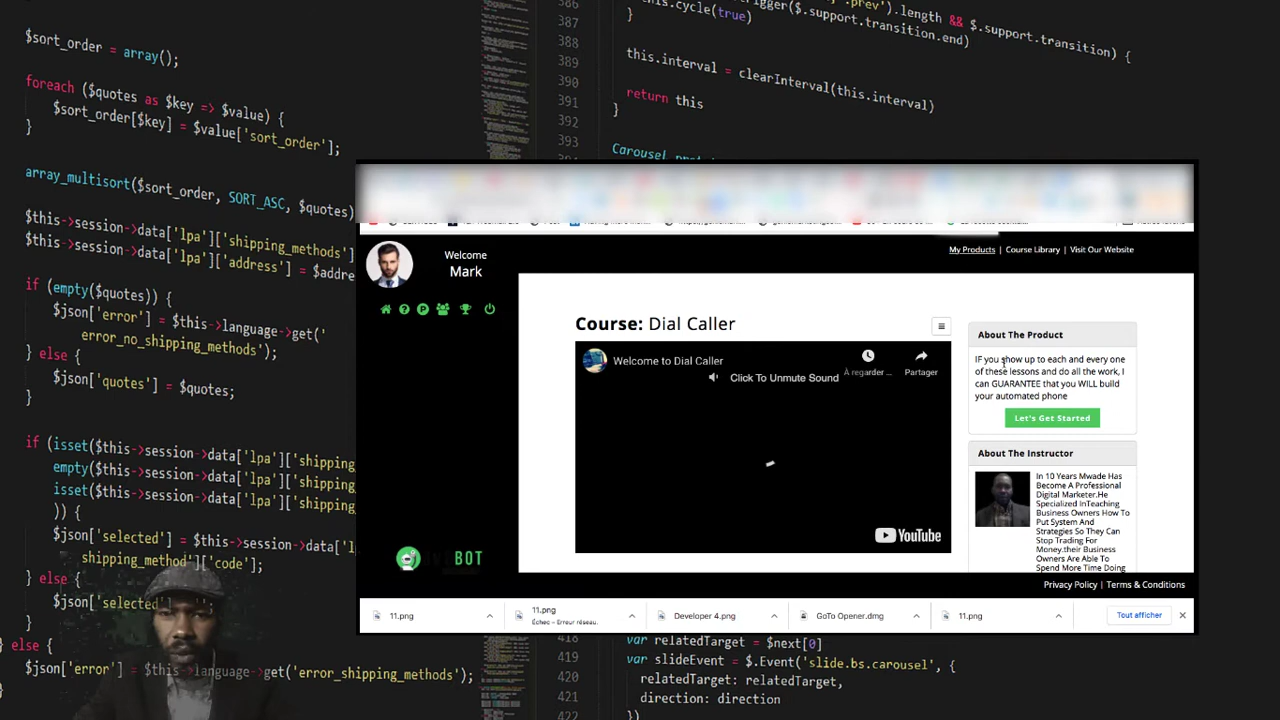 $sort_order = array();
foreach ($quotes as $key => $value) {
$sort_order[$key] = $value['sort_order'];
}
array_multisort($sort_order, SORT_ASC, $quotes)
$this->session->data['lpa']['shipping_methods']
$this->session->data['lpa']['address'] = $addre
if (empty($quotes)) {
$json['error'] = $this->language->get('
error_no_shipping_methods');
} else {
$json['quotes'] = $quotes;
}
if (isset($this->session->data['lpa']['shipping_
empty($this->session->data['lpa']['shipping_
isset($this->session->data['lpa']['shipping_
)) {
$json['selected'] = $this->session->data['l
shipping_method']['code'];
} else {
$json['selected'] = '';
}
} else {
$json['error'] = $this->language->get('error_shipping_methods');
}
386
387
388
389
390
391
392
393
}
this.cycle(true)
.length && $.support.transition) {
$.support.transition.end)
this.interval = clearInterval(this.interval)
return this
}
Welcome
Mark
My Products | Course Library | Visit Our Website
Course: Dial Caller
Welcome to Dial Caller
Click To Unmute Sound
À regarder ...
Partager
YouTube
About The Product
IF you show up to each and every one
of these lessons and do all the work, I
can GUARANTEE that you WILL build
your automated phone
Let's Get Started
About The Instructor
In 10 Years Mwade Has
Become A Professional
Digital Marketer.He
Specialized InTeaching
Business Owners How To
Put System And
Strategies So They Can
Stop Trading For
Money.their Business
Owners Are Able To
Spend More Time Doing
BOT
Privacy Policy | Terms & Conditions
11.png
11.png
Échec – Erreur réseau.
Developer 4.png
GoTo Opener.dmg
11.png
Tout afficher
418
419
420
421
422
relatedTarget = $next[0]
var slideEvent = $.Event('slide.bs.carousel', {
relatedTarget: relatedTarget,
direction: direction
})